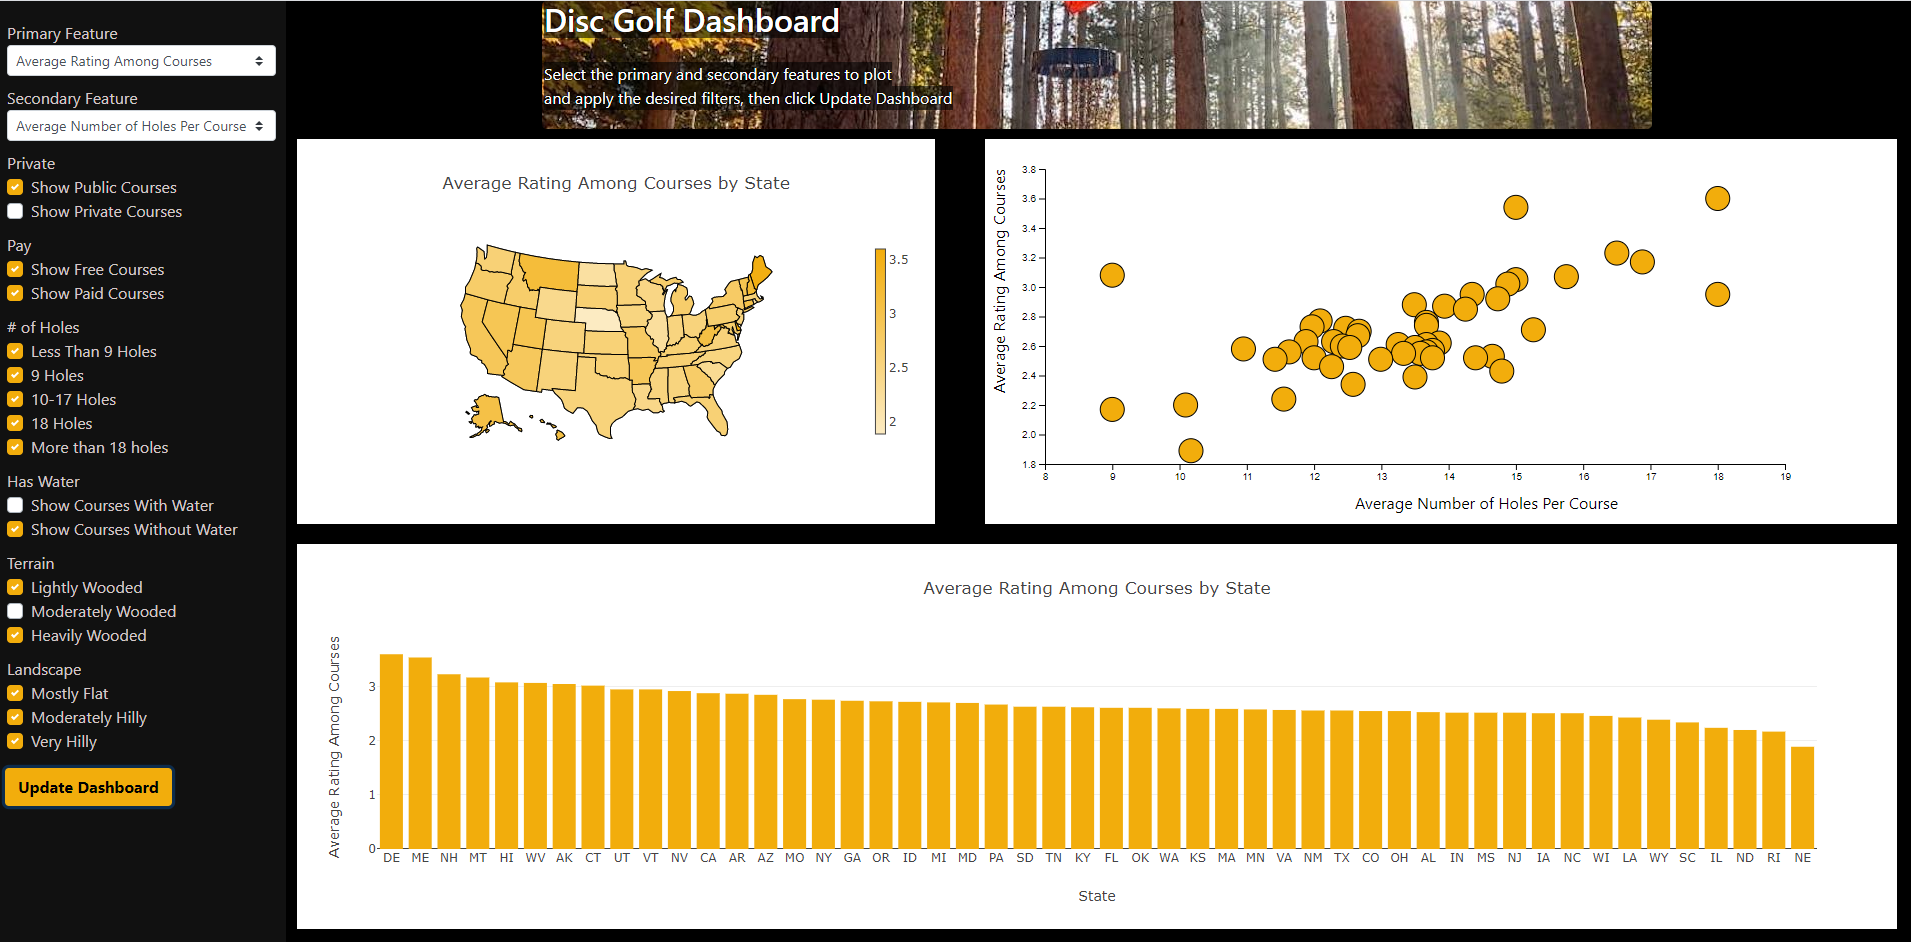 Primary Feature
Average Rating Among Courses
Secondary Feature
Average Number of Holes Per Course
Private
Show Public Courses
Show Private Courses
Pay
Show Free Courses
Show Paid Courses
# of Holes
Less Than 9 Holes
9 Holes
10-17 Holes
18 Holes
More than 18 holes
Has Water
Show Courses With Water
Show Courses Without Water
Terrain
Lightly Wooded
Moderately Wooded
Heavily Wooded
Landscape
Mostly Flat
Moderately Hilly
Very Hilly
Update Dashboard
Disc Golf Dashboard
Select the primary and secondary features to plot
and apply the desired filters, then click Update Dashboard
Average Rating Among Courses by State
3.5
3
2.5
2
Average Rating Among Courses
3.8
3.6
3.4
3.2
3.0
2.8
2.6
2.4
2.2
2.0
1.8
8 9 10 11 12 13 14 15 16 17 18 19
Average Number of Holes Per Course
Average Rating Among Courses by State
Average Rating Among Courses
3
2
1
0
DE ME NH MT HI WV AK CT UT VT NV CA AR AZ MO NY GA OR ID MI MD PA SD TN KY FL OK WA KS MA MN VA NM TX CO OH AL IN MS NJ IA NC WI LA WY SC IL ND RI NE
State